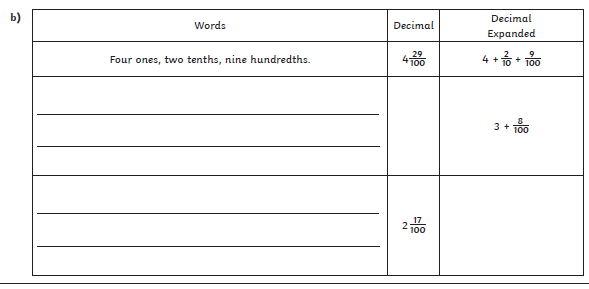 b)
Words Decimal Decimal Expanded
Four ones, two tenths, nine hundredths. 4 29/100 4 + 2/10 + 9/100
3 + 8/100
2 17/100